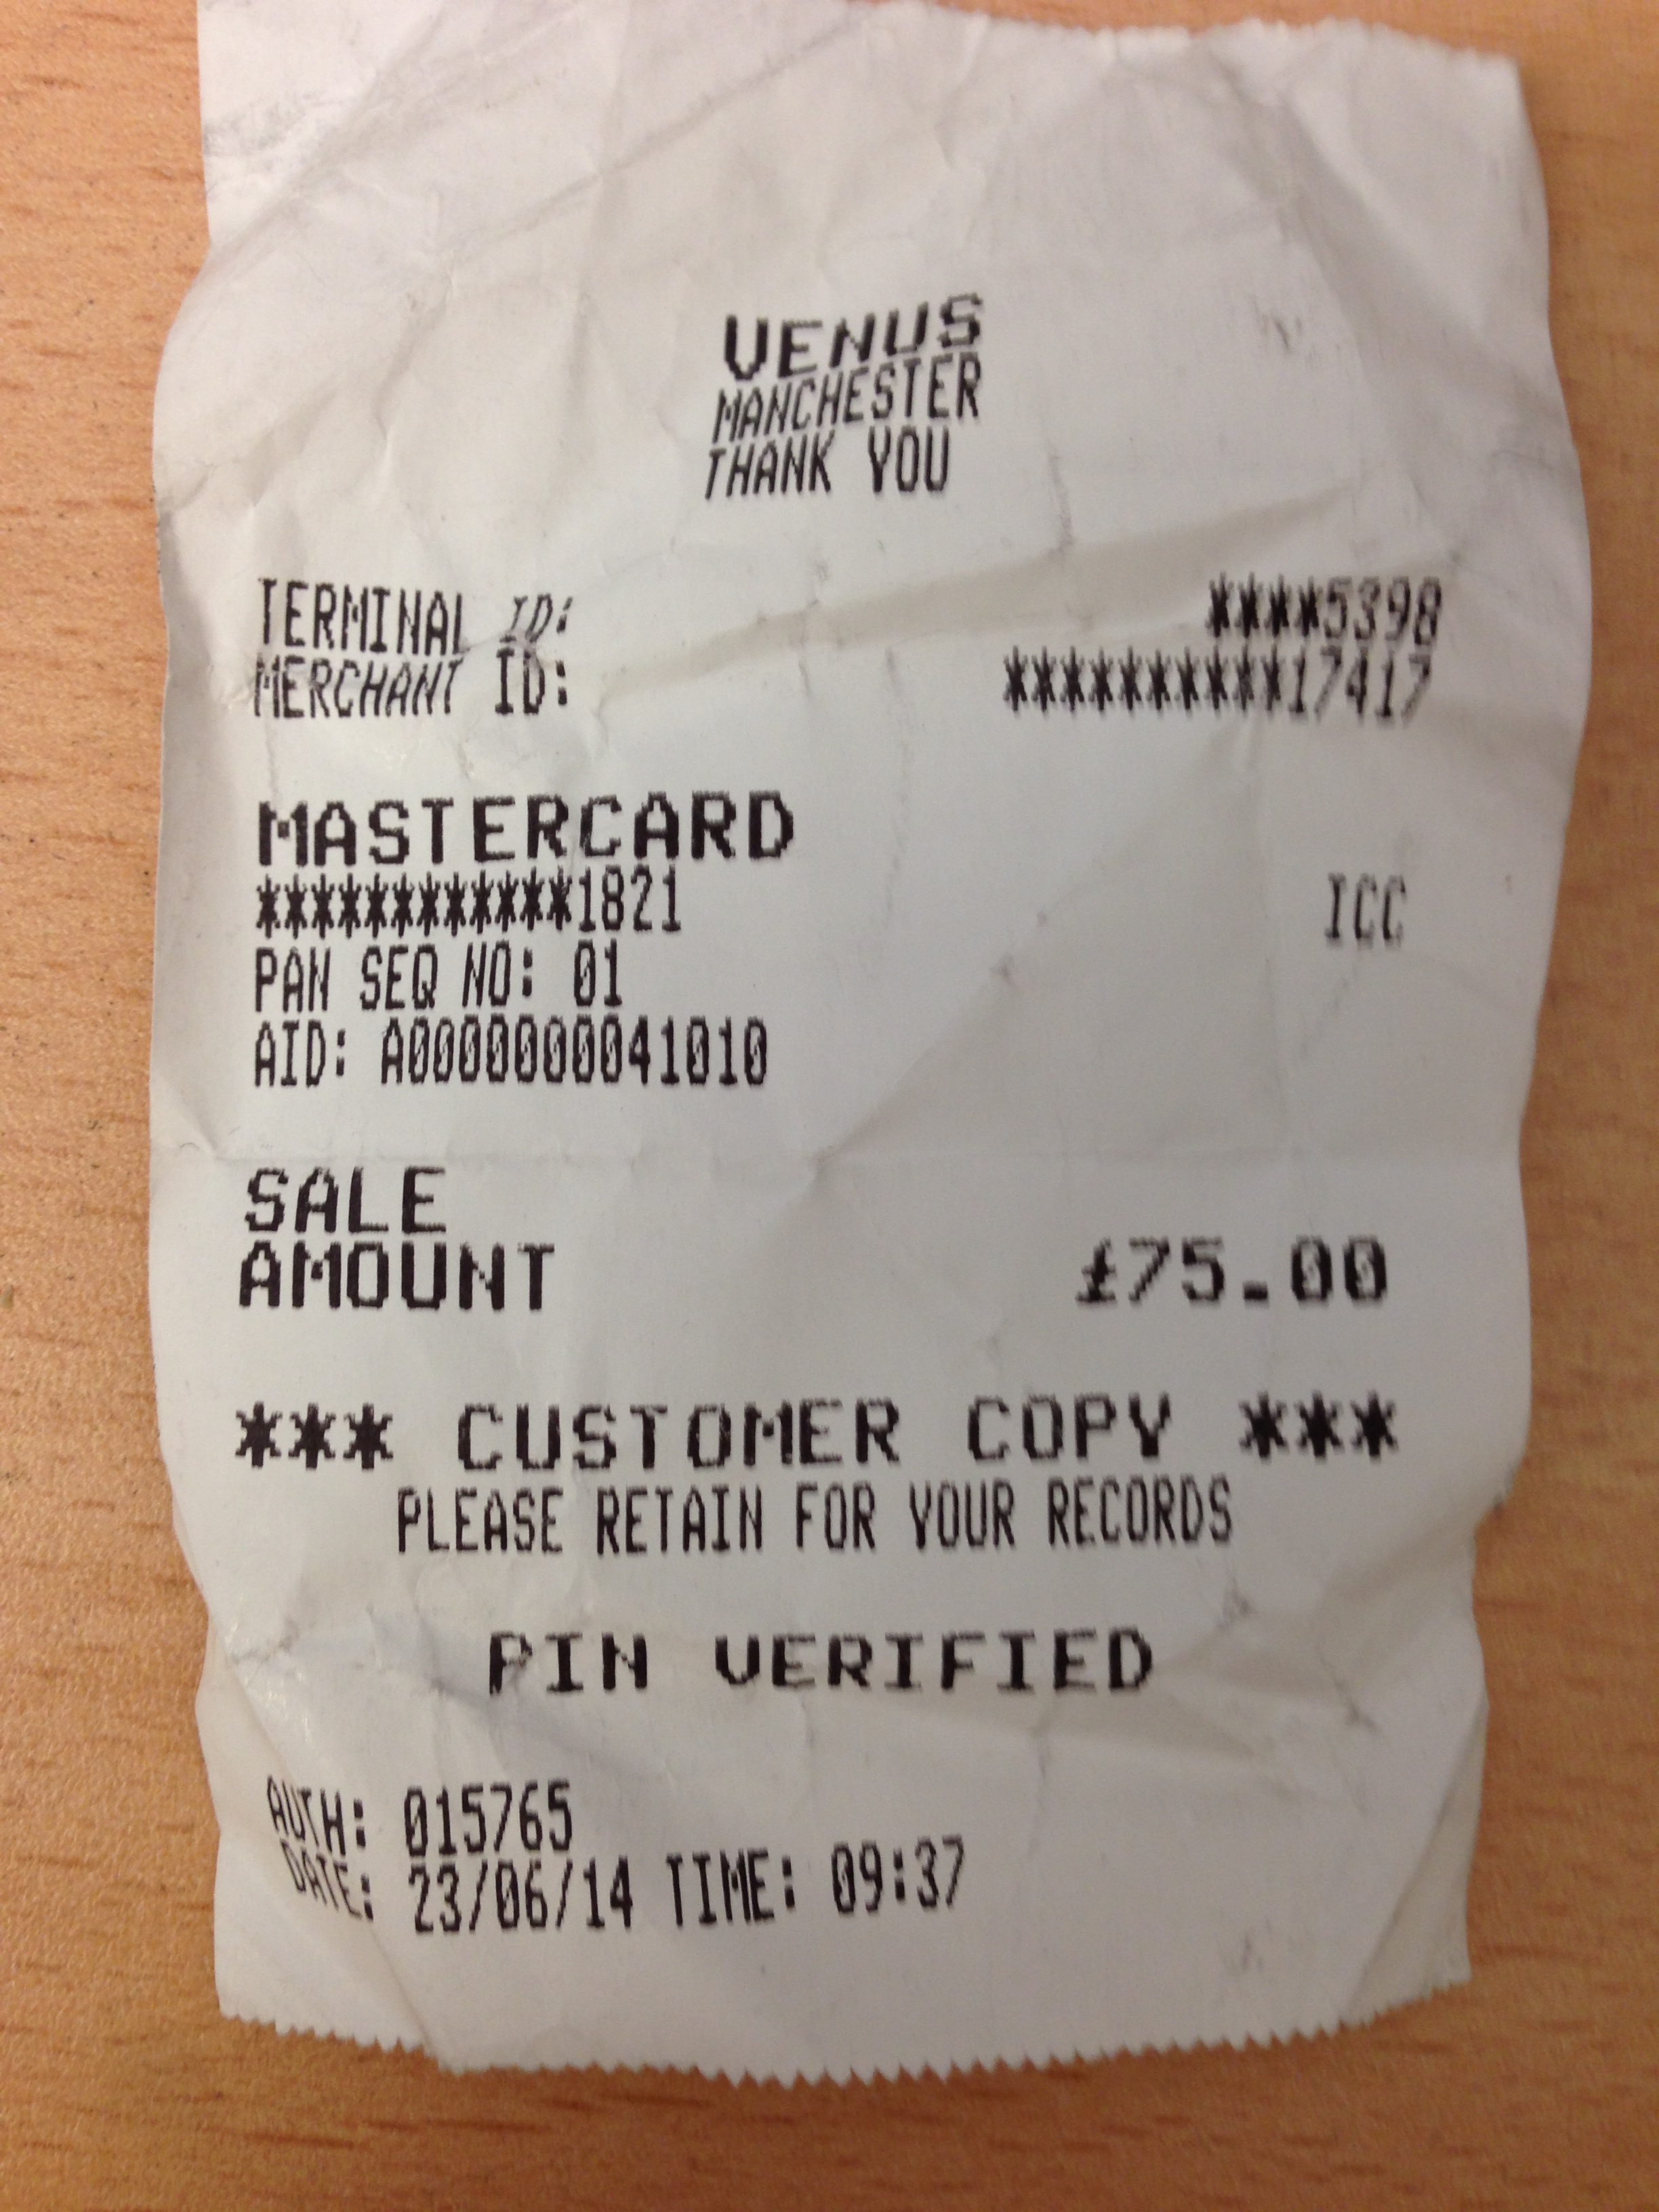 VENUS
MANCHESTER
THANK YOU
TERMINAL ID: ****5398
MERCHANT ID: **********17417
MASTERCARD
************1821 ICC
PAN SEQ NO: 01
AID: A0000000041010
SALE
AMOUNT £75.00
*** CUSTOMER COPY ***
PLEASE RETAIN FOR YOUR RECORDS
PIN VERIFIED
AUTH: 015765
DATE: 23/06/14 TIME: 09:37